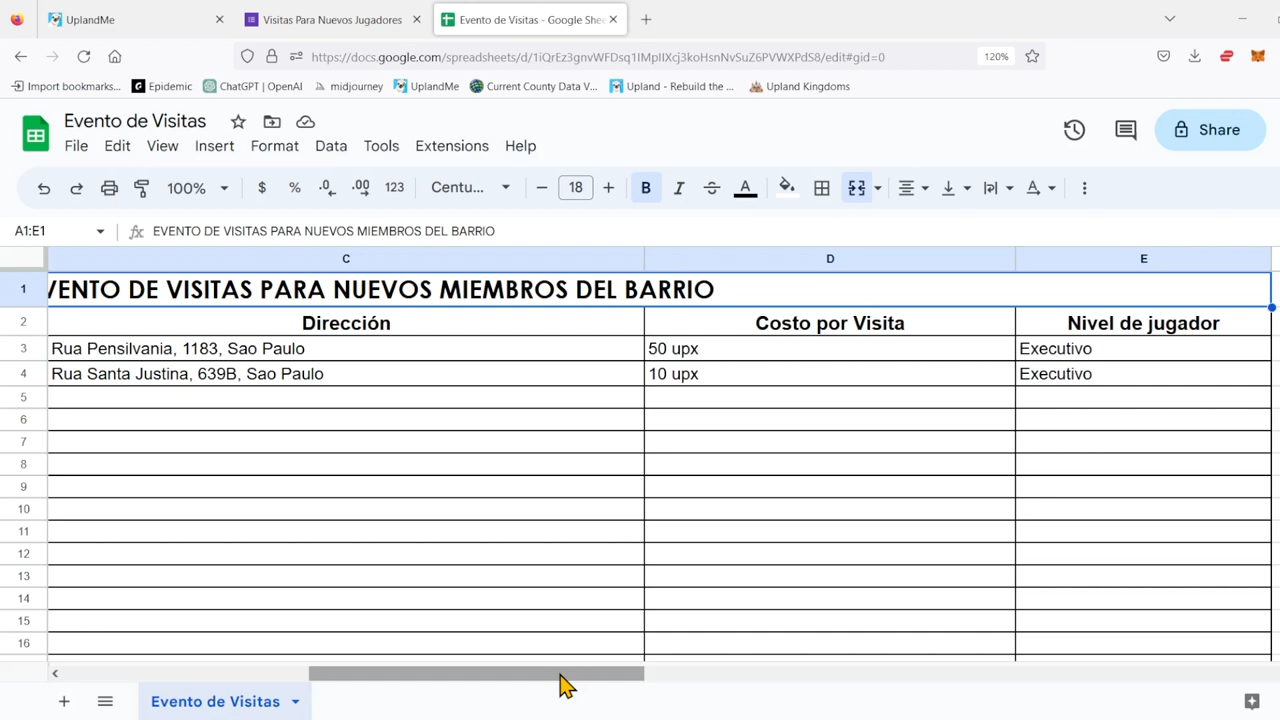 UplandMe
Visitas Para Nuevos Jugadores
Evento de Visitas - Google She
https://docs.google.com/spreadsheets/d/1iQrEz3gnvWFDsq1IMpIIXcj3koHsnNvSuZ6PVWXPdS8/edit#gid=0
120%
Import bookmarks...
Epidemic
ChatGPT | OpenAI
midjourney
UplandMe
Current County Data V...
Upland - Rebuild the ...
Upland Kingdoms
Evento de Visitas
File Edit View Insert Format Data Tools Extensions Help
Share
100%
$ % .0 .00 123
Centu...
18
B I A
A1:E1
fx EVENTO DE VISITAS PARA NUEVOS MIEMBROS DEL BARRIO
C D E
1 VENTO DE VISITAS PARA NUEVOS MIEMBROS DEL BARRIO
2 Dirección Costo por Visita Nivel de jugador
3 Rua Pensilvania, 1183, Sao Paulo 50 upx Executivo
4 Rua Santa Justina, 639B, Sao Paulo 10 upx Executivo
5
6
7
8
9
10
11
12
13
14
15
16
Evento de Visitas